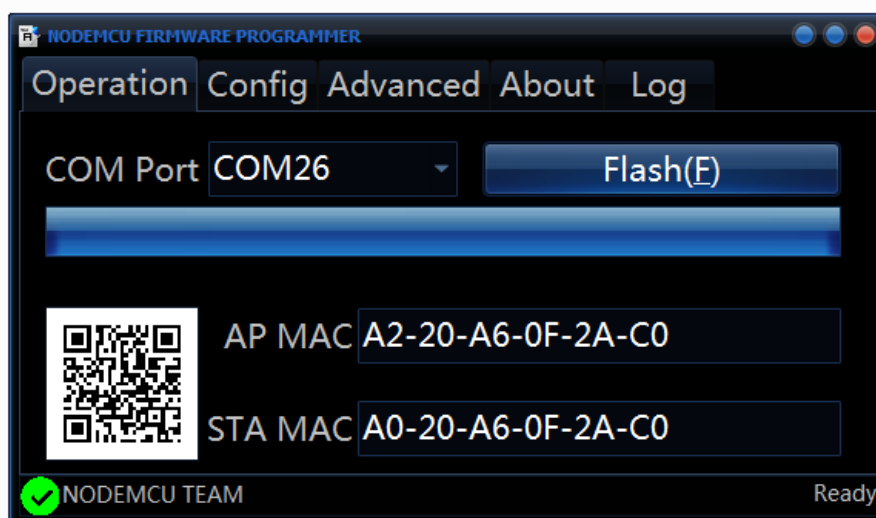 NODEMCU FIRMWARE PROGRAMMER
Operation Config Advanced About Log
COM Port COM26 Flash(F)
AP MAC A2-20-A6-0F-2A-C0
STA MAC A0-20-A6-0F-2A-C0
NODEMCU TEAM Ready